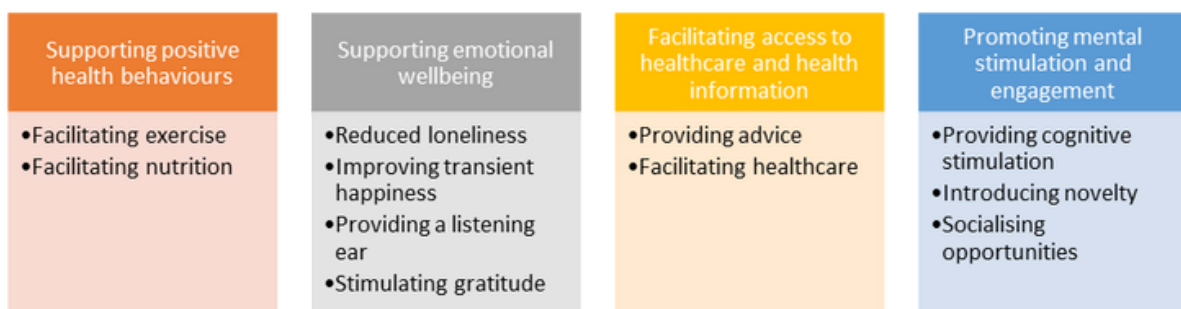 Supporting positive
health behaviours
•Facilitating exercise
•Facilitating nutrition
Supporting emotional
wellbeing
•Reduced loneliness
•Improving transient
happiness
•Providing a listening
ear
•Stimulating gratitude
Facilitating access to
healthcare and health
information
•Providing advice
•Facilitating healthcare
Promoting mental
stimulation and
engagement
•Providing cognitive
stimulation
•Introducing novelty
•Socialising
opportunities